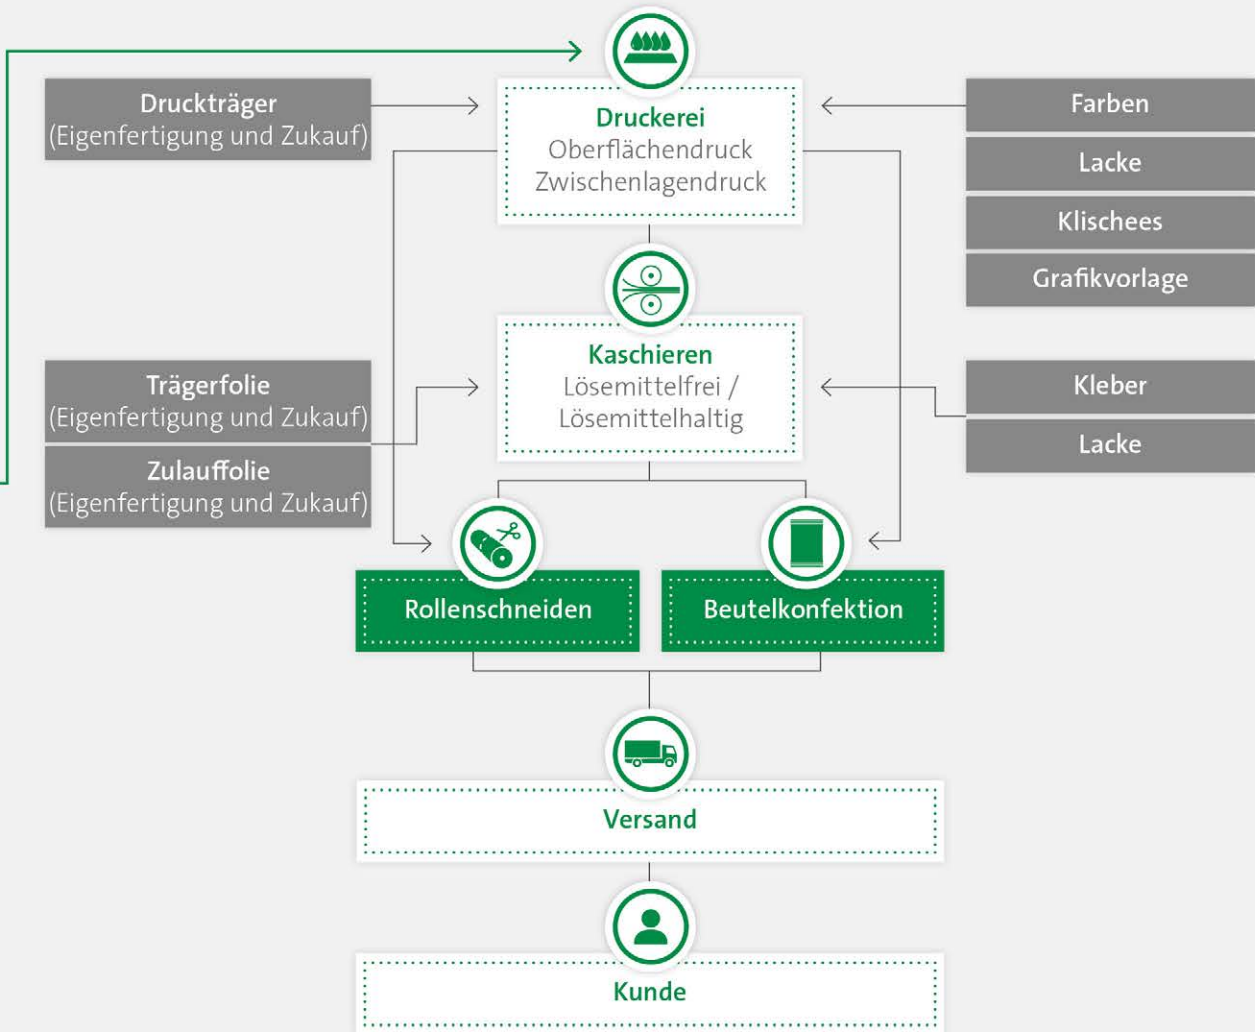 Druckträger
(Eigenfertigung und Zukauf)
Druckerei
Oberflächendruck
Zwischenlagendruck
Farben
Lacke
Klischees
Grafikvorlage
Trägerfolie
(Eigenfertigung und Zukauf)
Zulauffolie
(Eigenfertigung und Zukauf)
Kaschieren
Lösemittelfrei /
Lösemittelhaltig
Kleber
Lacke
Rollenschneiden
Beutelkonfektion
Versand
Kunde